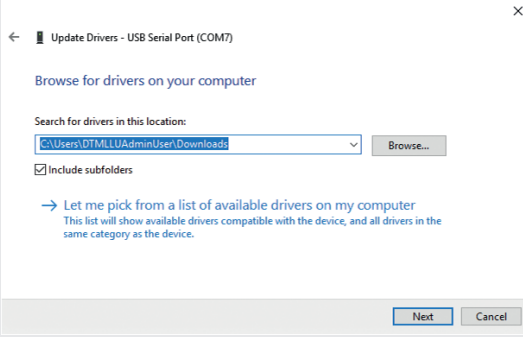 Update Drivers - USB Serial Port (COM7)
Browse for drivers on your computer
Search for drivers in this location:
C:\Users\DTMLLUAdminUser\Downloads
Browse...
Include subfolders
Let me pick from a list of available drivers on my computer
This list will show available drivers compatible with the device, and all drivers in the
same category as the device.
Next Cancel